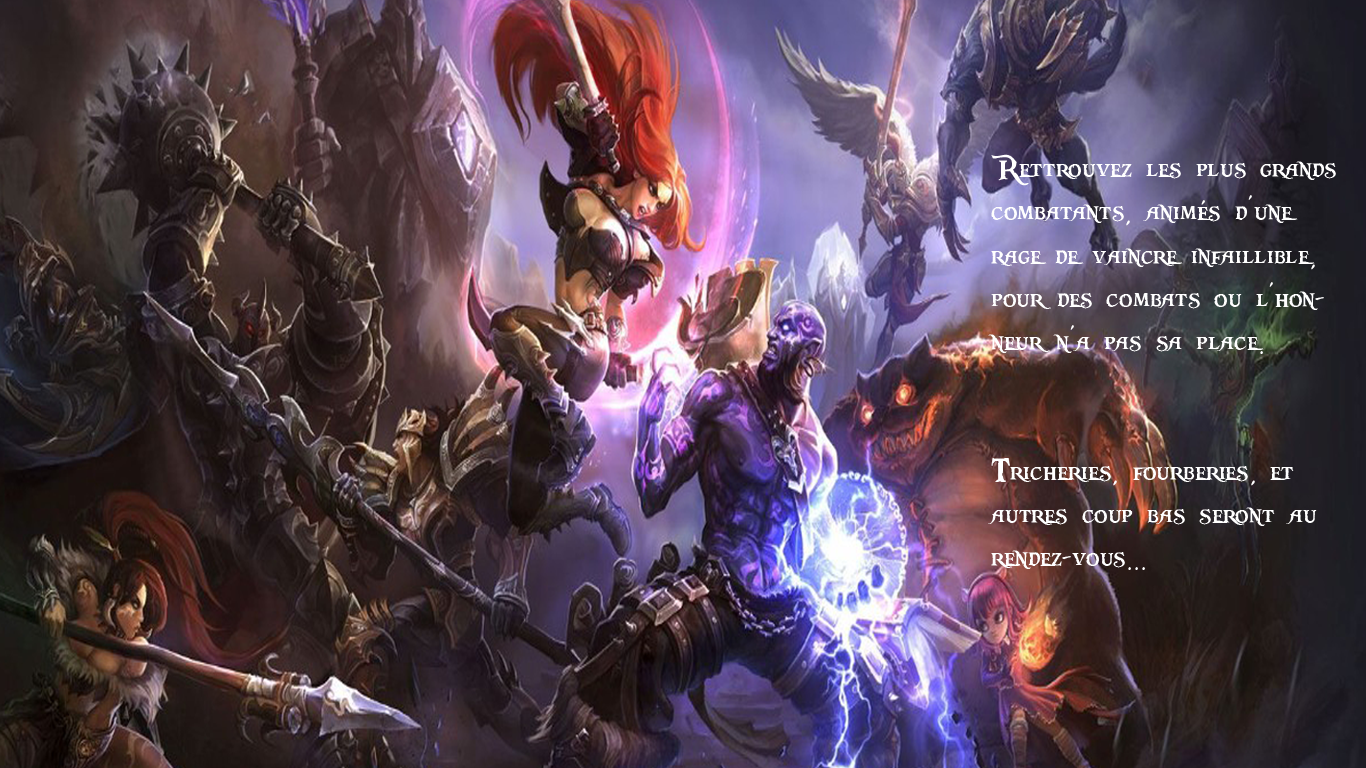 Rettrouvez les plus grands
combatants, animés d'une
rage de vaincre infaillible,
pour des combats ou l'hon-
neur n'a pas sa place.
Tricheries, fourberies, et
autres coup bas seront au
rendez-vous...